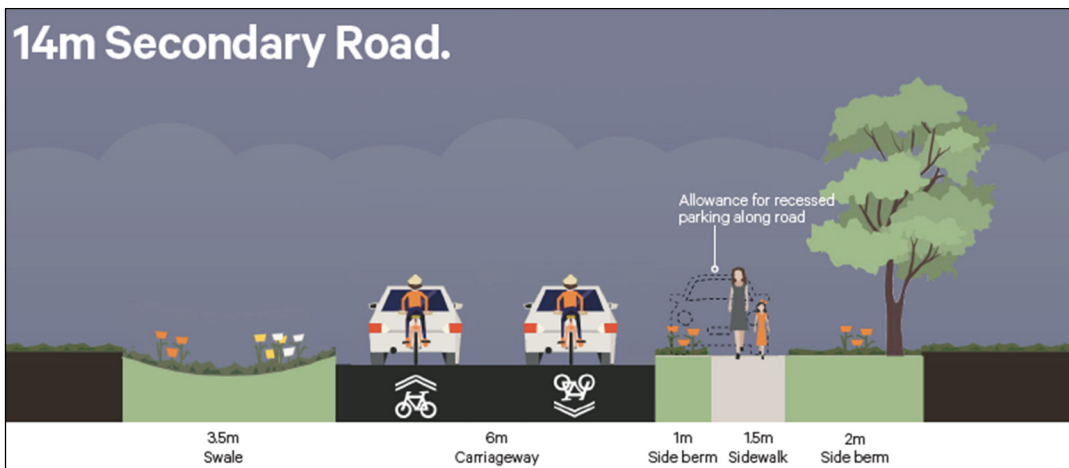 14m Secondary Road.
Allowance for recessed
parking along road
3.5m
Swale
6m
Carriageway
1m
Side berm
1.5m
Sidewalk
2m
Side berm